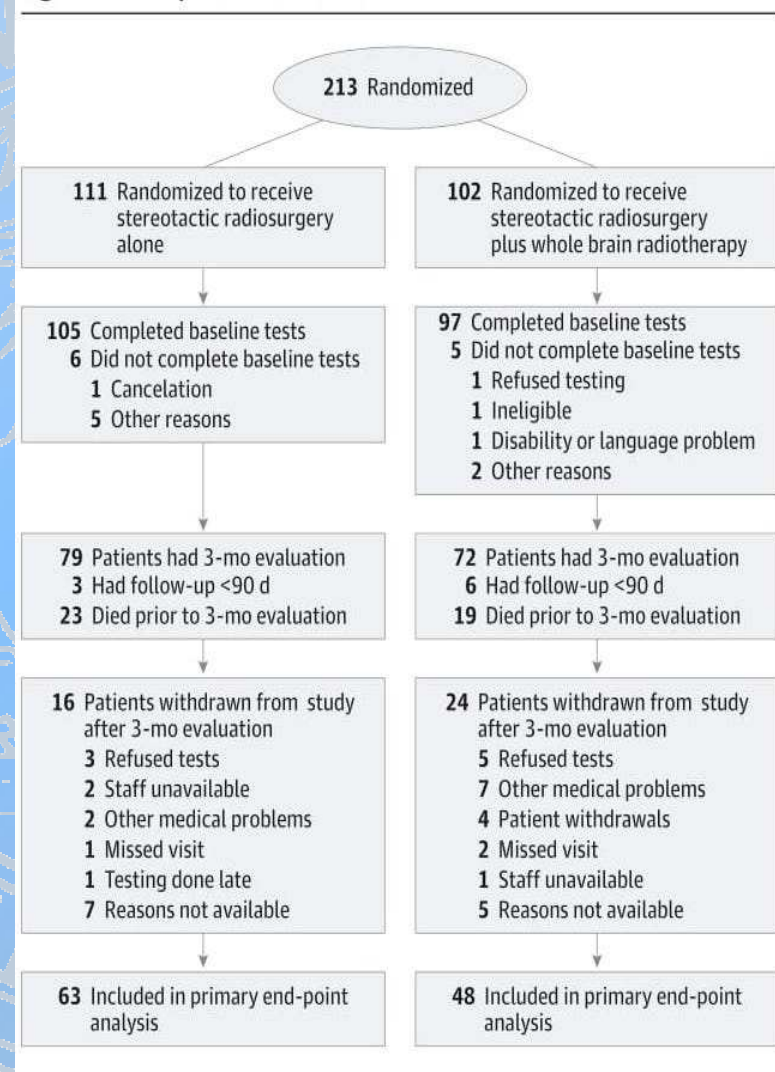 213 Randomized
111 Randomized to receive
stereotactic radiosurgery
alone
102 Randomized to receive
stereotactic radiosurgery
plus whole brain radiotherapy
105 Completed baseline tests
6 Did not complete baseline tests
1 Cancelation
5 Other reasons
97 Completed baseline tests
5 Did not complete baseline tests
1 Refused testing
1 Ineligible
1 Disability or language problem
2 Other reasons
79 Patients had 3-mo evaluation
3 Had follow-up <90 d
23 Died prior to 3-mo evaluation
72 Patients had 3-mo evaluation
6 Had follow-up <90 d
19 Died prior to 3-mo evaluation
16 Patients withdrawn from study
after 3-mo evaluation
3 Refused tests
2 Staff unavailable
2 Other medical problems
1 Missed visit
1 Testing done late
7 Reasons not available
24 Patients withdrawn from study
after 3-mo evaluation
5 Refused tests
7 Other medical problems
4 Patient withdrawals
2 Missed visit
1 Staff unavailable
5 Reasons not available
63 Included in primary end-point
analysis
48 Included in primary end-point
analysis